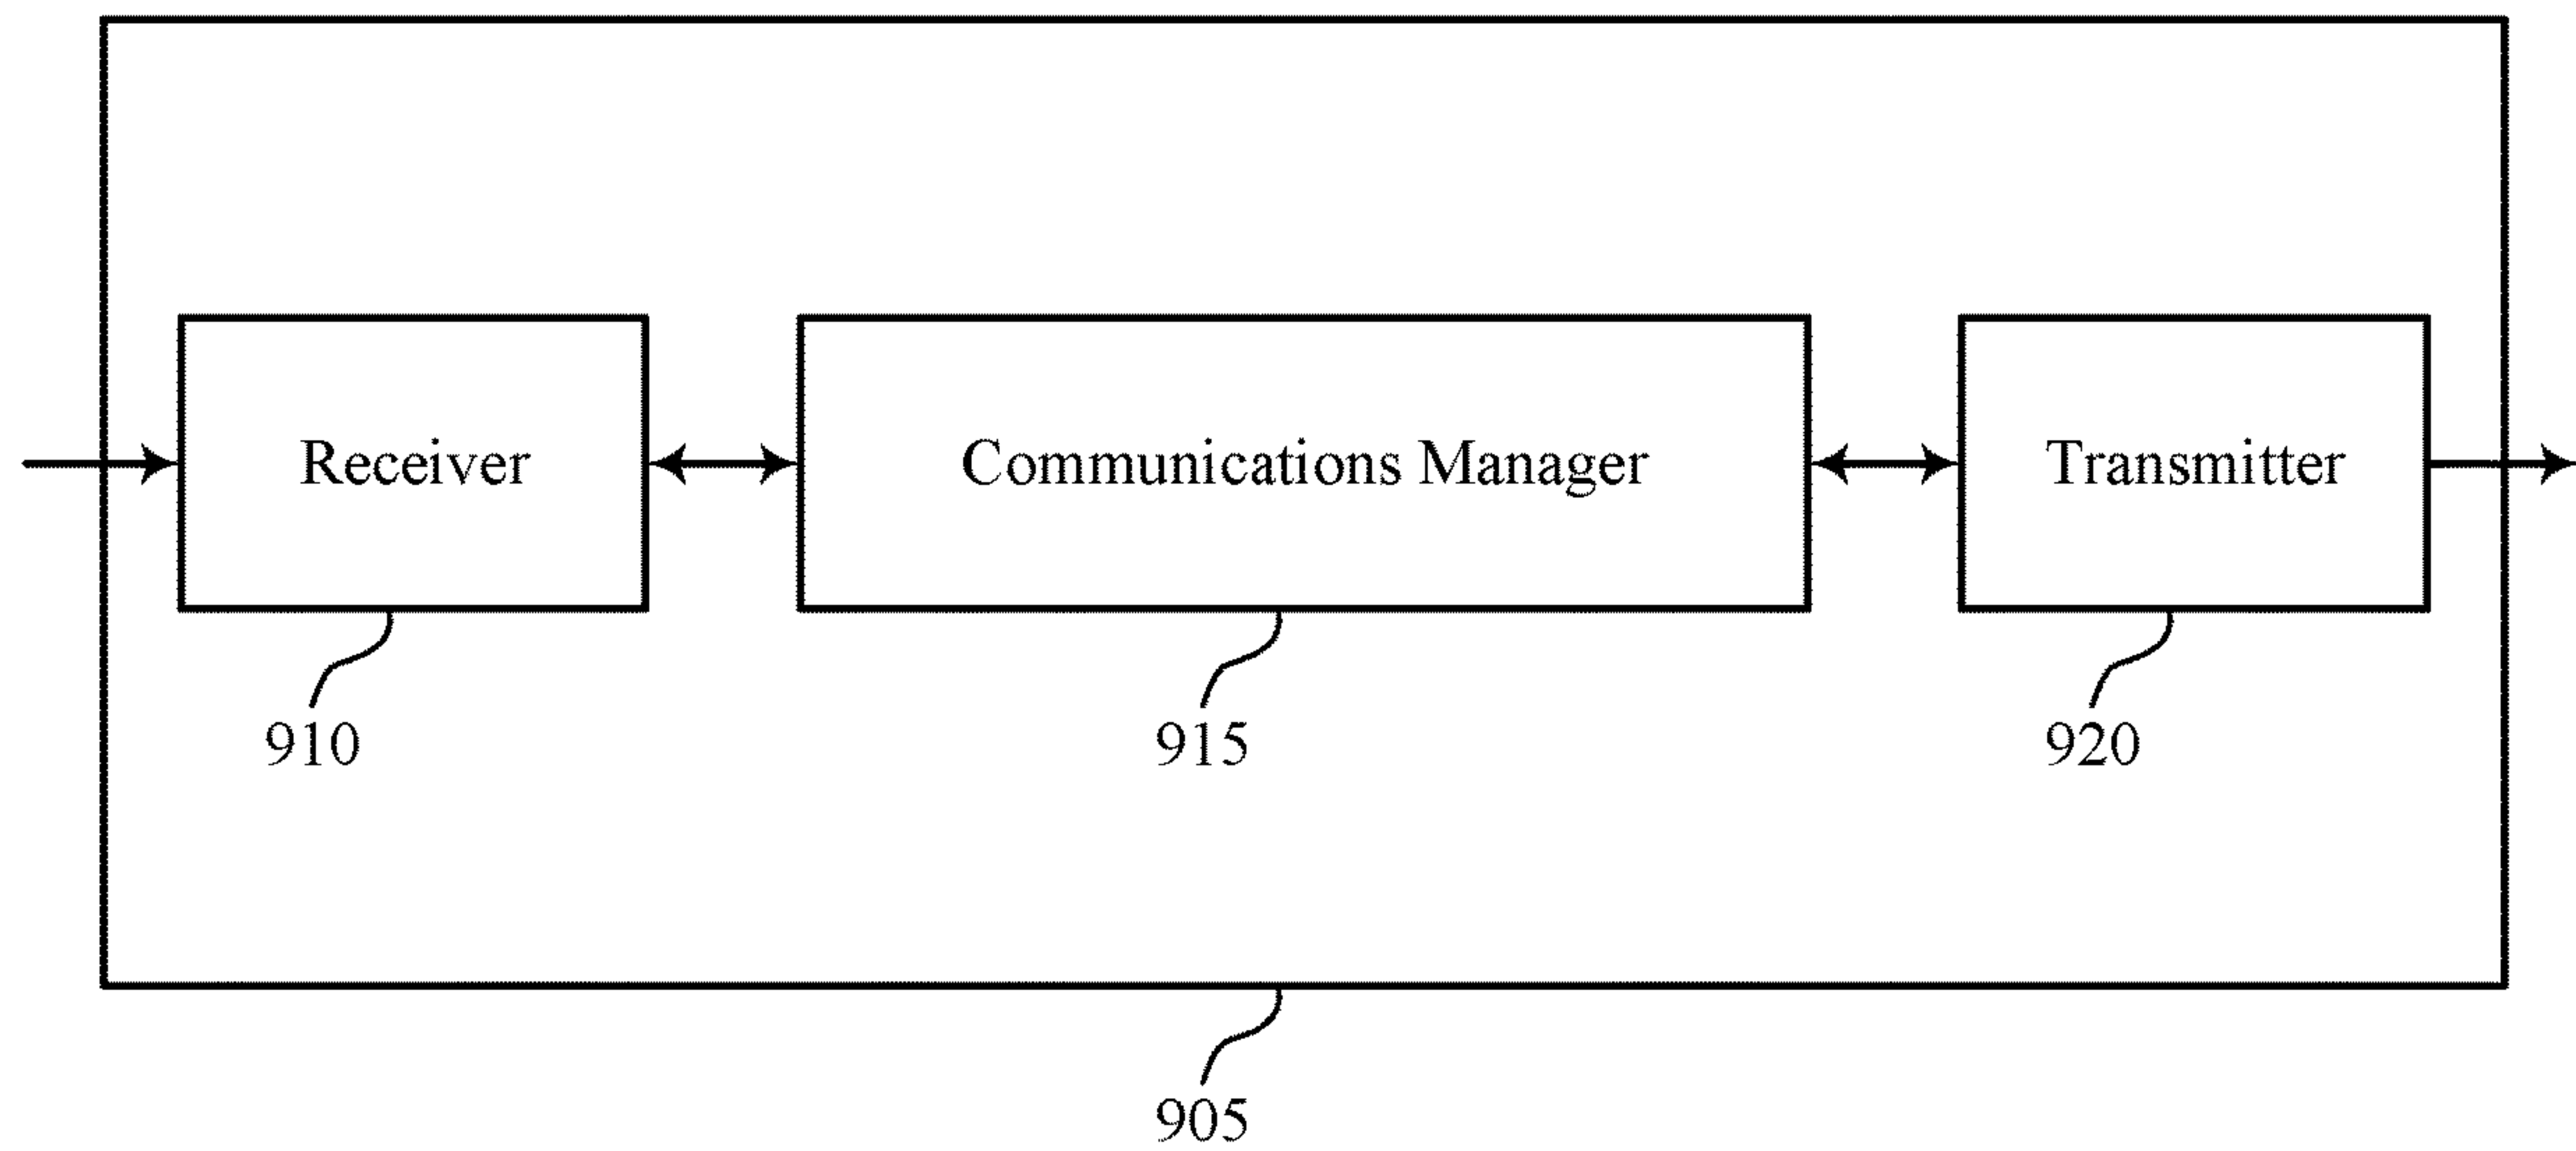 Receiver
Communications Manager
Transmitter
910
915
920
905